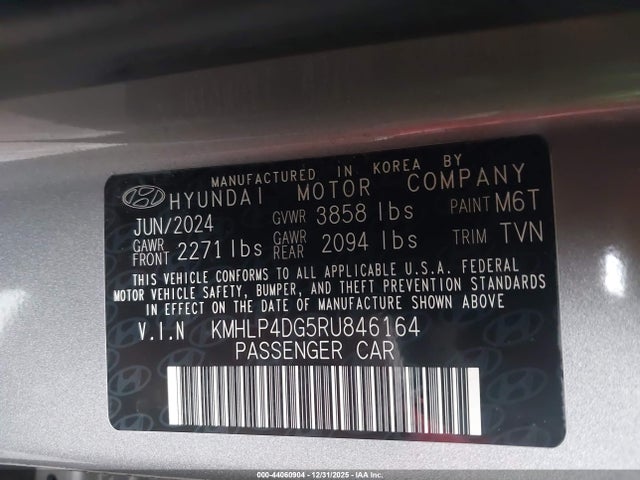 MANUFACTURED IN KOREA BY
HYUNDAI MOTOR COMPANY
JUN/2024 GVWR 3858 lbs PAINT M6T
GAWR FRONT 2271 lbs GAWR REAR 2094 lbs TRIM TVN
THIS VEHICLE CONFORMS TO ALL APPLICABLE U.S.A. FEDERAL
MOTOR VEHICLE SAFETY, BUMPER, AND THEFT PREVENTION STANDARDS
IN EFFECT ON THE DATE OF MANUFACTURE SHOWN ABOVE
V.I.N KMHLP4DG5RU846164
PASSENGER CAR
000-44060904 - 12/31/2025 - IAA Inc.